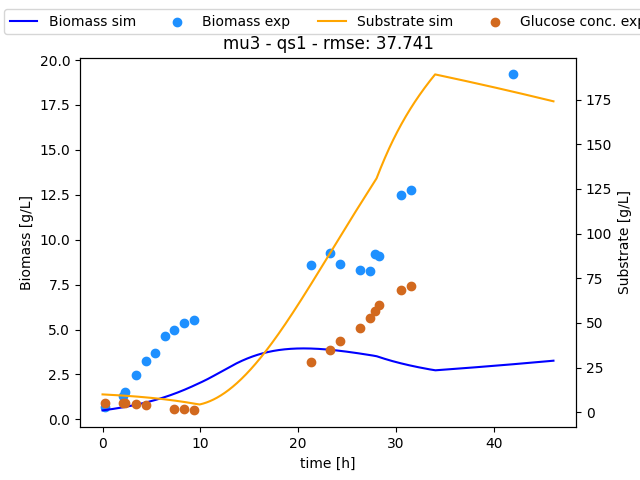 Biomass sim Biomass exp Substrate sim Glucose conc. exp
mu3 - qs1 - rmse: 37.741
20.0
17.5
15.0
12.5
10.0
7.5
5.0
2.5
0.0
Biomass [g/L]
175
150
125
100
75
50
25
0
Substrate [g/L]
0 10 20 30 40
time [h]